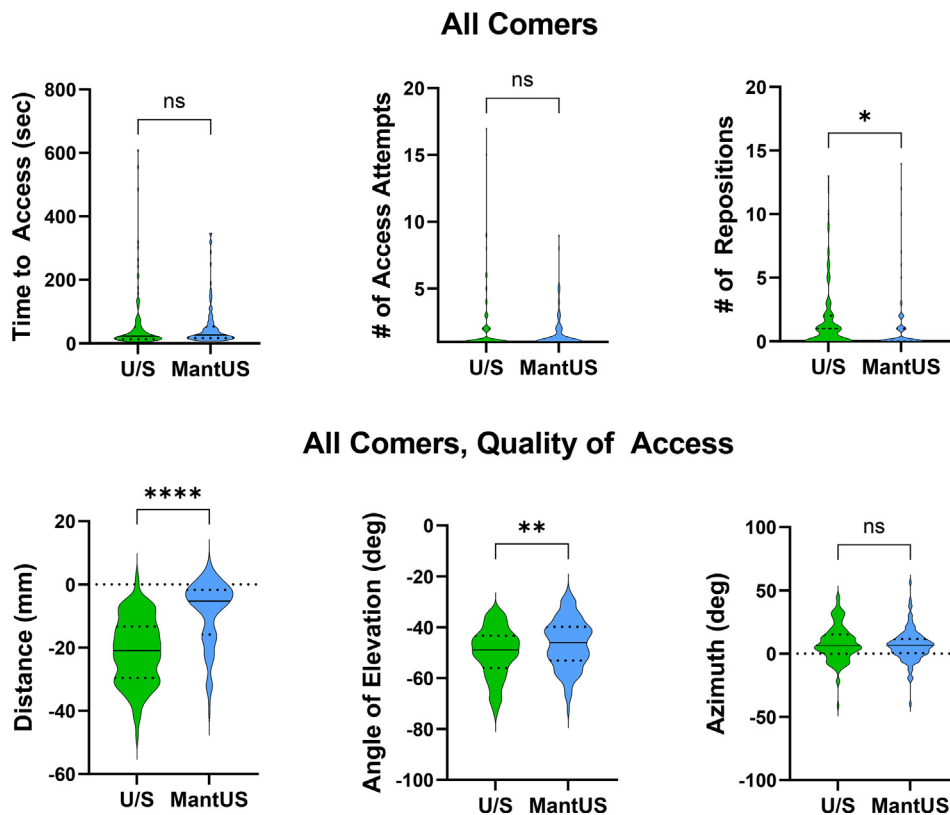 All Comers
Time to Access (sec)
800
600
400
200
0
ns
U/S MantUS
# of Access Attempts
20
15
10
5
ns
U/S MantUS
# of Repositions
20
15
10
5
0
*
U/S MantUS
All Comers, Quality of Access
Distance (mm)
0
-20
-40
-60
****
U/S MantUS
Angle of Elevation (deg)
0
-20
-40
-60
-80
-100
**
U/S MantUS
Azimuth (deg)
100
50
0
-50
-100
ns
U/S MantUS